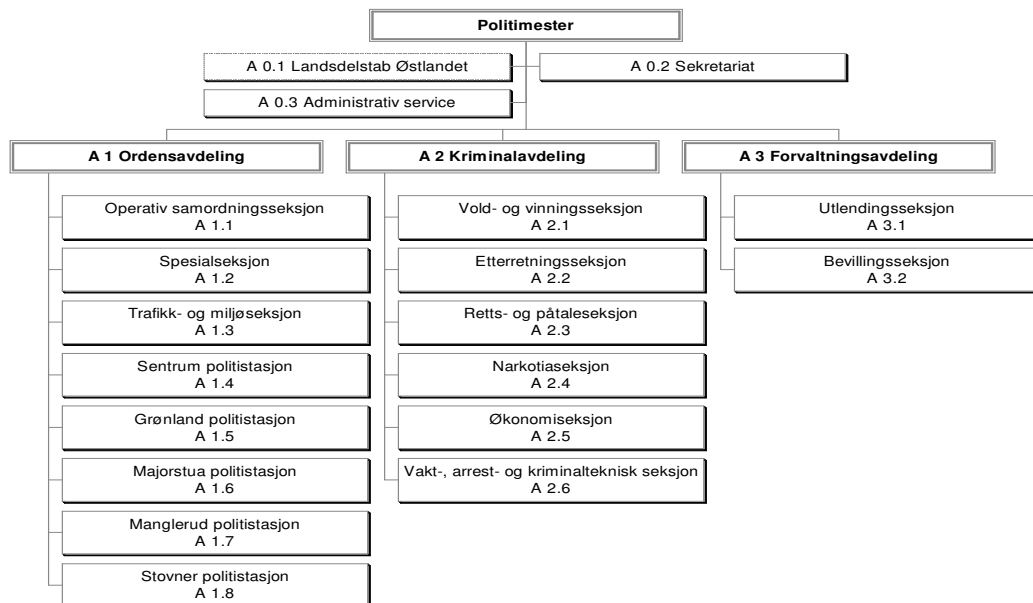 Politimester
A 0.1 Landsdelstab Østlandet
A 0.2 Sekretariat
A 0.3 Administrativ service
A 1 Ordensavdeling
A 2 Kriminalavdeling
A 3 Forvaltningsavdeling
Operativ samordningsseksjon
A 1.1
Spesialseksjon
A 1.2
Trafikk- og miljøseksjon
A 1.3
Sentrum politistasjon
A 1.4
Grønland politistasjon
A 1.5
Majorstua politistasjon
A 1.6
Manglerud politistasjon
A 1.7
Stovner politistasjon
A 1.8
Vold- og vinningsseksjon
A 2.1
Etterretningsseksjon
A 2.2
Retts- og påtaleseksjon
A 2.3
Narkotiaseksjon
A 2.4
Økonomiseksjon
A 2.5
Vakt-, arrest- og kriminalteknisk seksjon
A 2.6
Utlendingsseksjon
A 3.1
Bevillingsseksjon
A 3.2